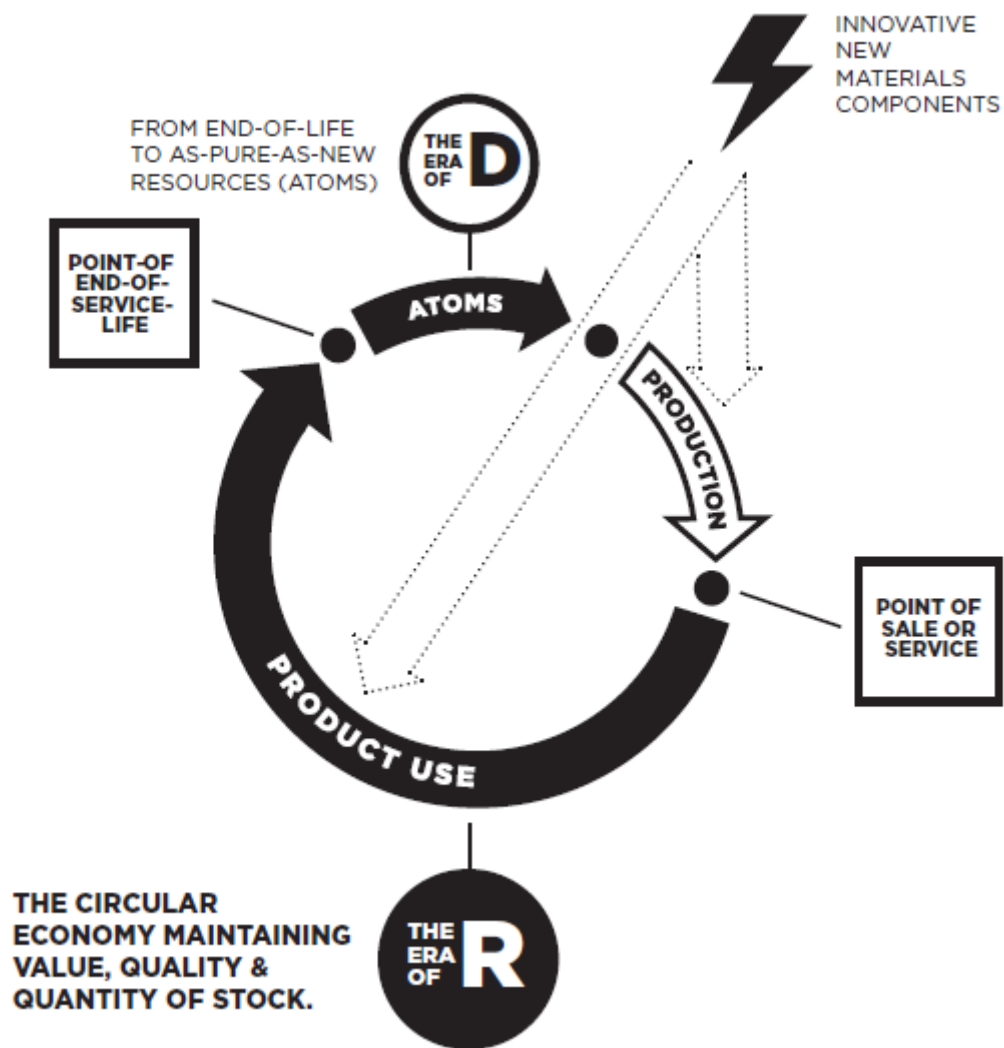 INNOVATIVE
NEW
MATERIALS
COMPONENTS
FROM END-OF-LIFE
TO AS-PURE-AS-NEW
RESOURCES (ATOMS)
THE
ERA
OF D
POINT-OF
END-OF-
SERVICE-
LIFE
ATOMS
PRODUCTION
POINT OF
SALE OR
SERVICE
PRODUCT USE
THE CIRCULAR
ECONOMY MAINTAINING
VALUE, QUALITY &
QUANTITY OF STOCK.
THE
ERA
OF R